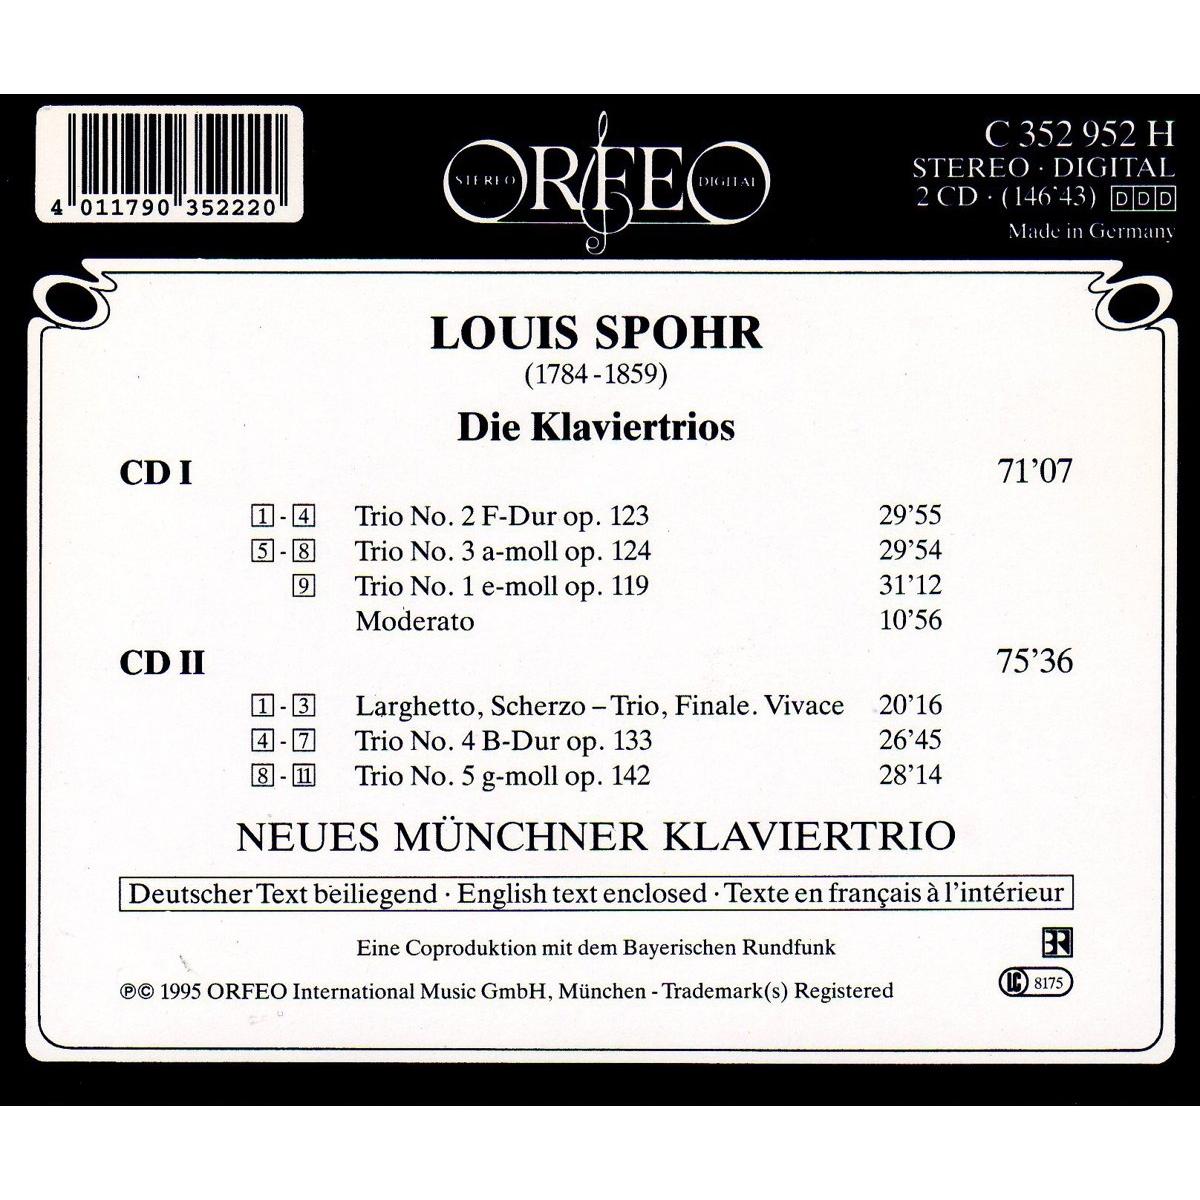 4 011790 352220
STEREO ORFEO DIGITAL
C 352 952 H
STEREO · DIGITAL
2 CD · (146'43) DDD
Made in Germany
LOUIS SPOHR
(1784-1859)
Die Klaviertrios
CD I 71'07
1 - 4 Trio No. 2 F-Dur op. 123 29'55
5 - 8 Trio No. 3 a-moll op. 124 29'54
9 Trio No. 1 e-moll op. 119 31'12
Moderato 10'56
CD II 75'36
1 - 3 Larghetto, Scherzo – Trio, Finale. Vivace 20'16
4 - 7 Trio No. 4 B-Dur op. 133 26'45
8 - 11 Trio No. 5 g-moll op. 142 28'14
NEUES MÜNCHNER KLAVIERTRIO
Deutscher Text beiliegend · English text enclosed · Texte en français à l'intérieur
Eine Coproduktion mit dem Bayerischen Rundfunk BR
℗© 1995 ORFEO International Music GmbH, München - Trademark(s) Registered LC 8175